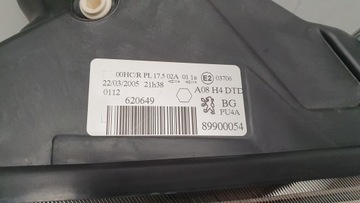 00HC/R PL 17.5 02A 01 1a E2 03706
22/03/2005 21h38 A08 H4 DTD
0112 BG
620649 PU4A
89900054